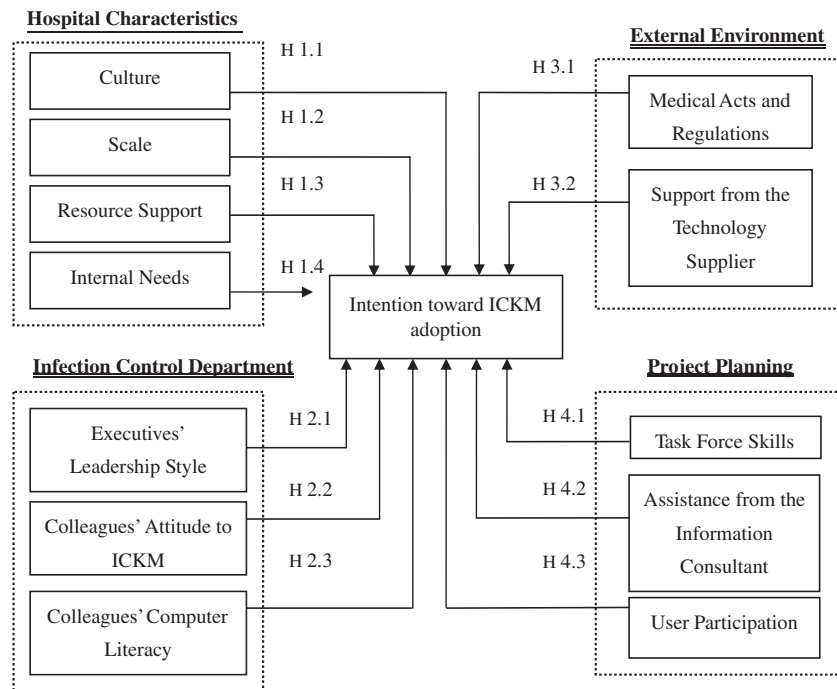 Hospital Characteristics
Culture
H 1.1
Scale
H 1.2
Resource Support
H 1.3
Internal Needs
H 1.4
External Environment
H 3.1
Medical Acts and
Regulations
H 3.2
Support from the
Technology
Supplier
Intention toward ICKM
adoption
Infection Control Department
Executives'
Leadership Style
H 2.1
Colleagues' Attitude to
ICKM
H 2.2
Colleagues' Computer
Literacy
H 2.3
Project Planning
H 4.1
Task Force Skills
H 4.2
Assistance from the
Information
Consultant
H 4.3
User Participation